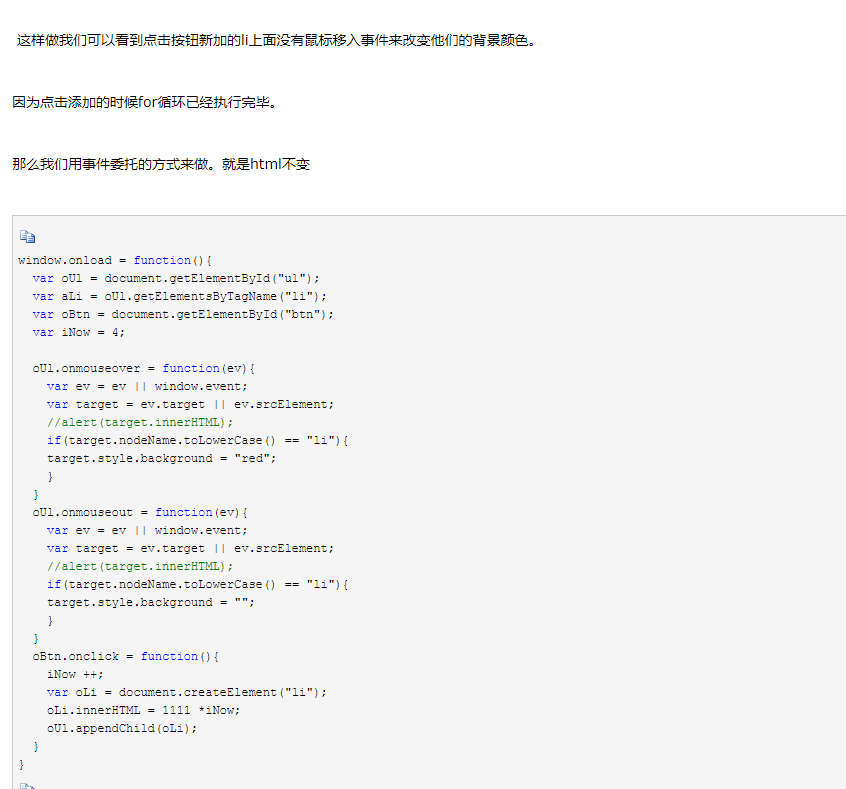 这样做我们可以看到点击按钮新加的li上面没有鼠标移入事件来改变他们的背景颜色。
因为点击添加的时候for循环已经执行完毕。
那么我们用事件委托的方式来做。就是html不变
window.onload = function(){
  var oUl = document.getElementById("ul");
  var aLi = oUl.getElementsByTagName("li");
  var oBtn = document.getElementById("btn");
  var iNow = 4;
  oUl.onmouseover = function(ev){
    var ev = ev || window.event;
    var target = ev.target || ev.srcElement;
    //alert(target.innerHTML);
    if(target.nodeName.toLowerCase() == "li"){
    target.style.background = "red";
    }
  }
  oUl.onmouseout = function(ev){
    var ev = ev || window.event;
    var target = ev.target || ev.srcElement;
    //alert(target.innerHTML);
    if(target.nodeName.toLowerCase() == "li"){
    target.style.background = "";
    }
  }
  oBtn.onclick = function(){
    iNow ++;
    var oLi = document.createElement("li");
    oLi.innerHTML = 1111 *iNow;
    oUl.appendChild(oLi);
  }
}